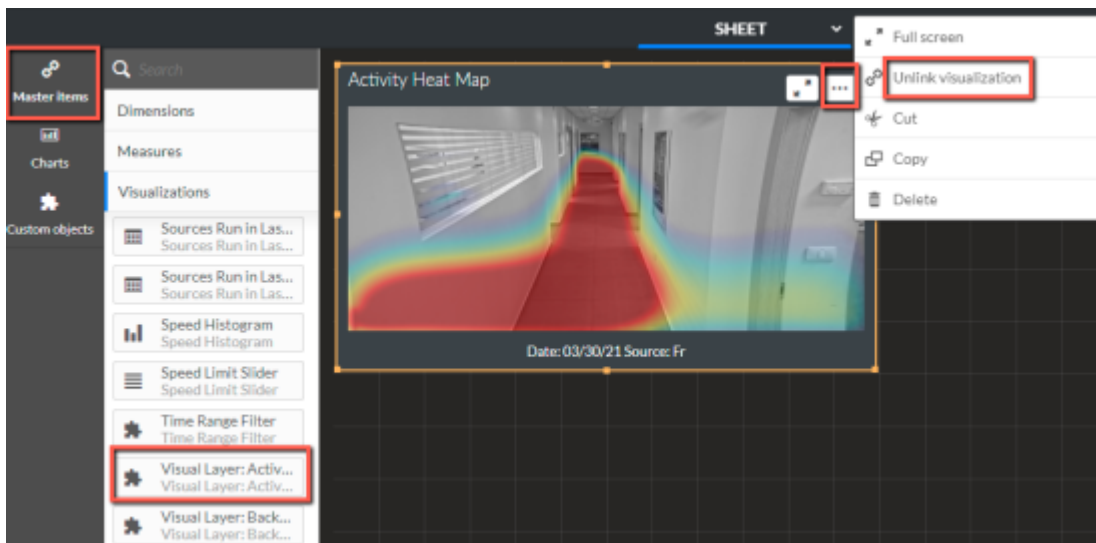 SHEET
Master items
Charts
Custom objects
Search
Dimensions
Measures
Visualizations
Sources Run in Las...
Sources Run in Las...
Sources Run in Las...
Sources Run in Las...
Speed Histogram
Speed Histogram
Speed Limit Slider
Speed Limit Slider
Time Range Filter
Time Range Filter
Visual Layer: Activ...
Visual Layer: Activ...
Visual Layer: Back...
Visual Layer: Back...
Activity Heat Map
Date: 03/30/21 Source: Fr
Full screen
Unlink visualization
Cut
Copy
Delete